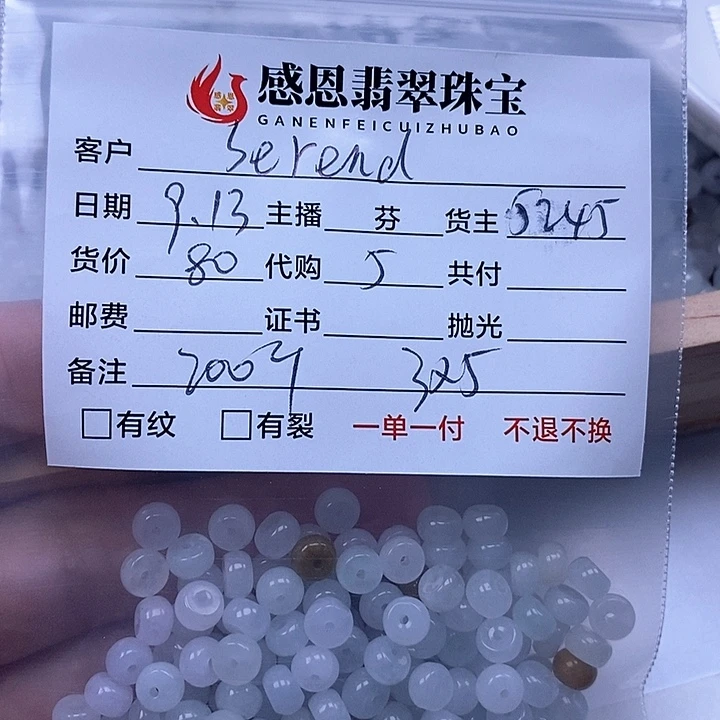 感恩翡翠珠宝
GANENFEICUIZHUBAO
客户 Serend
日期 9.13 主播 芬 货主 5245
货价 80 代购 5 共付
邮费 证书 抛光
备注 3x5
有纹 有裂 一单一付 不退不换